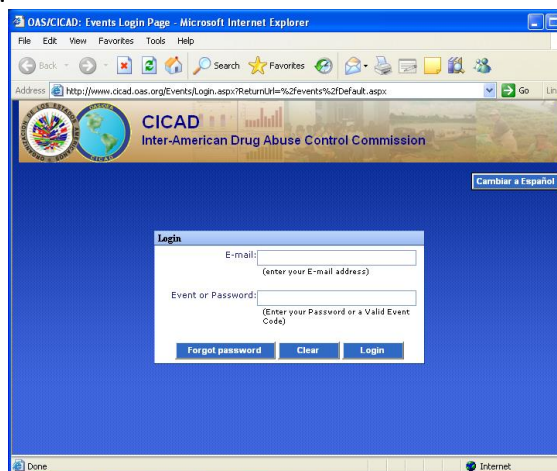 OAS/CICAD: Events Login Page - Microsoft Internet Explorer
File Edit View Favorites Tools Help
Back Search Favorites
Address http://www.cicad.oas.org/Events/Login.aspx?ReturnUrl=%2fevents%2fDefault.aspx Go Lin
CICAD
Inter-American Drug Abuse Control Commission
Cambiar a Español
Login
E-mail:
(enter your E-mail address)
Event or Password:
(Enter your Password or a Valid Event
Code)
Forgot password Clear Login
Done Internet